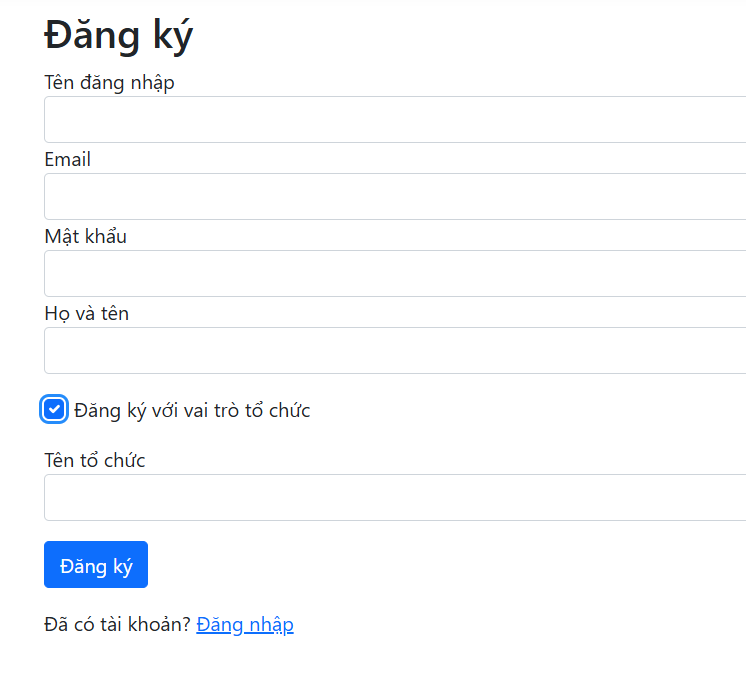 Đăng ký
Tên đăng nhập
Email
Mật khẩu
Họ và tên
Đăng ký với vai trò tổ chức
Tên tổ chức
Đăng ký
Đã có tài khoản? Đăng nhập